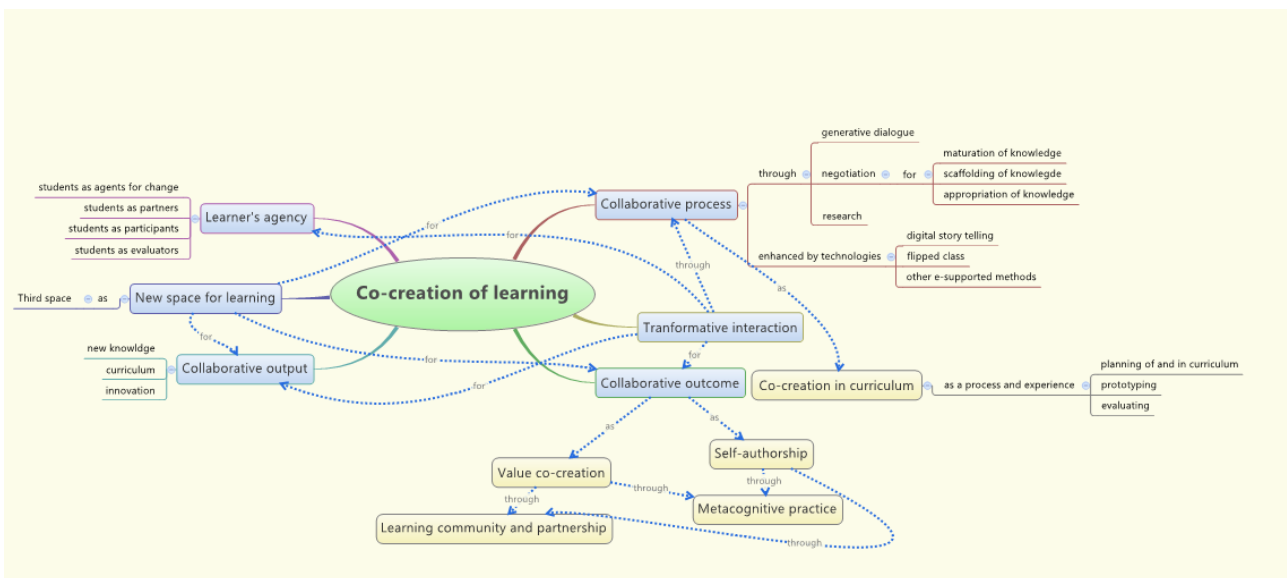 generative dialogue
maturation of knowledge
through
negotiation
for
scaffolding of knowlegde
appropriation of knowledge
research
Collaborative process
digital story telling
enhanced by technologies
flipped class
other e-supported methods
students as agents for change
students as partners
students as participants
students as evaluators
Learner's agency
for
for
through
as
Co-creation of learning
Third space
as
New space for learning
Tranformative interaction
for
for
for
for
new knowldge
curriculum
innovation
Collaborative output
Collaborative outcome
Co-creation in curriculum
as a process and experience
planning of and in curriculum
prototyping
evaluating
as
as
Self-authorship
Value co-creation
through
through
through
Metacognitive practice
Learning community and partnership
through